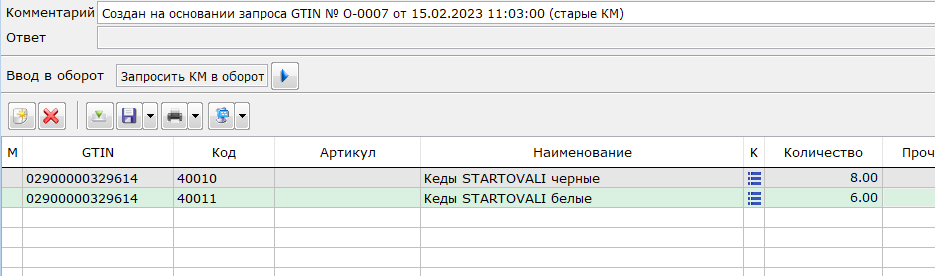 Комментарий Создан на основании запроса GTIN № О-0007 от 15.02.2023 11:03:00 (старые КМ)
Ответ
Ввод в оборот Запросить КМ в оборот
М GTIN Код Артикул Наименование К Количество Проч
02900000329614 40010 Кеды STARTOVALI черные 8.00
02900000329614 40011 Кеды STARTOVALI белые 6.00